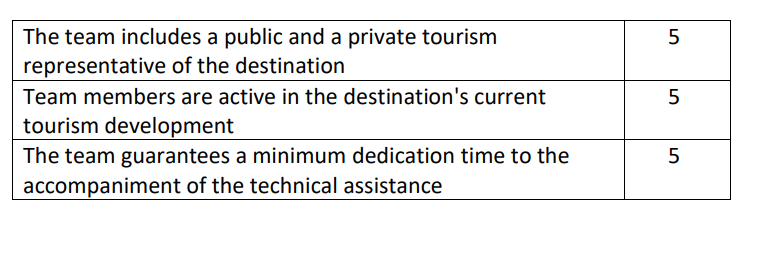 The team includes a public and a private tourism 5
representative of the destination
Team members are active in the destination's current 5
tourism development
The team guarantees a minimum dedication time to the 5
accompaniment of the technical assistance